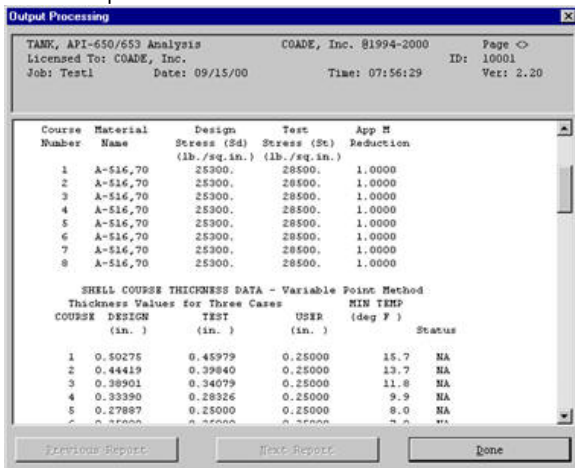 Output Processing
TANK, API-650/653 Analysis COADE, Inc. @1994-2000 Page <>
Licensed To: COADE, Inc. ID: 10001
Job: Test1 Date: 09/15/00 Time: 07:56:29 Ver: 2.20
Course Material Design Test App M
Number Name Stress (Sd) Stress (St) Reduction
(lb./sq.in.) (lb./sq.in.)
1 A-516,70 25300. 28500. 1.0000
2 A-516,70 25300. 28500. 1.0000
3 A-516,70 25300. 28500. 1.0000
4 A-516,70 25300. 28500. 1.0000
5 A-516,70 25300. 28500. 1.0000
6 A-516,70 25300. 28500. 1.0000
7 A-516,70 25300. 28500. 1.0000
8 A-516,70 25300. 28500. 1.0000
SHELL COURSE THICKNESS DATA - Variable Point Method
Thickness Values for Three Cases MIN TEMP
COURSE DESIGN TEST USER (deg F )
(in. ) (in. ) (in. ) Status
1 0.50275 0.45979 0.25000 15.7 NA
2 0.44419 0.39840 0.25000 13.7 NA
3 0.38901 0.34079 0.25000 11.8 NA
4 0.33390 0.28326 0.25000 9.9 NA
5 0.27887 0.25000 0.25000 8.0 NA
Previous Report Next Report Done